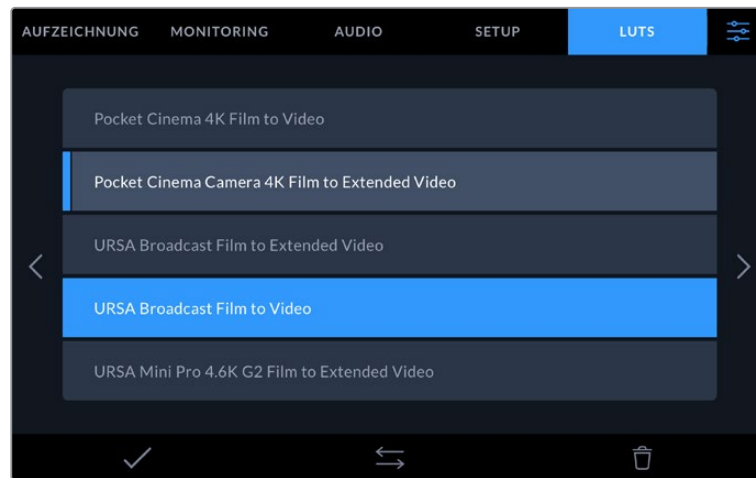 AUFZEICHNUNG MONITORING AUDIO SETUP LUTS
Pocket Cinema 4K Film to Video
Pocket Cinema Camera 4K Film to Extended Video
URSA Broadcast Film to Extended Video
URSA Broadcast Film to Video
URSA Mini Pro 4.6K G2 Film to Extended Video